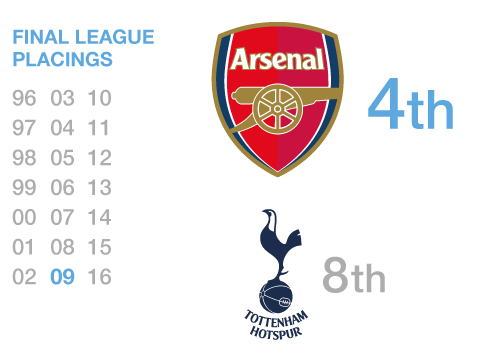 FINAL LEAGUE
PLACINGS
96 03 10
97 04 11
98 05 12
99 06 13
00 07 14
01 08 15
02 09 16
Arsenal
4th
8th
TOTTENHAM
HOTSPUR